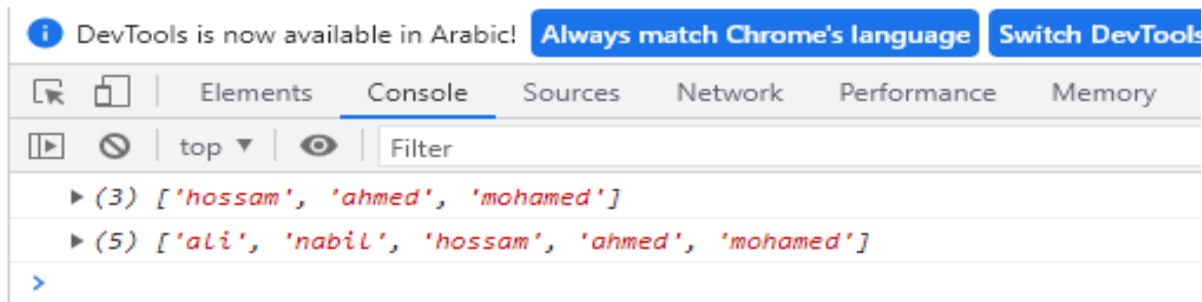 DevTools is now available in Arabic! Always match Chrome's language Switch DevTools
Elements Console Sources Network Performance Memory
top Filter
(3) ['hossam', 'ahmed', 'mohamed']
(5) ['ali', 'nabil', 'hossam', 'ahmed', 'mohamed']
>